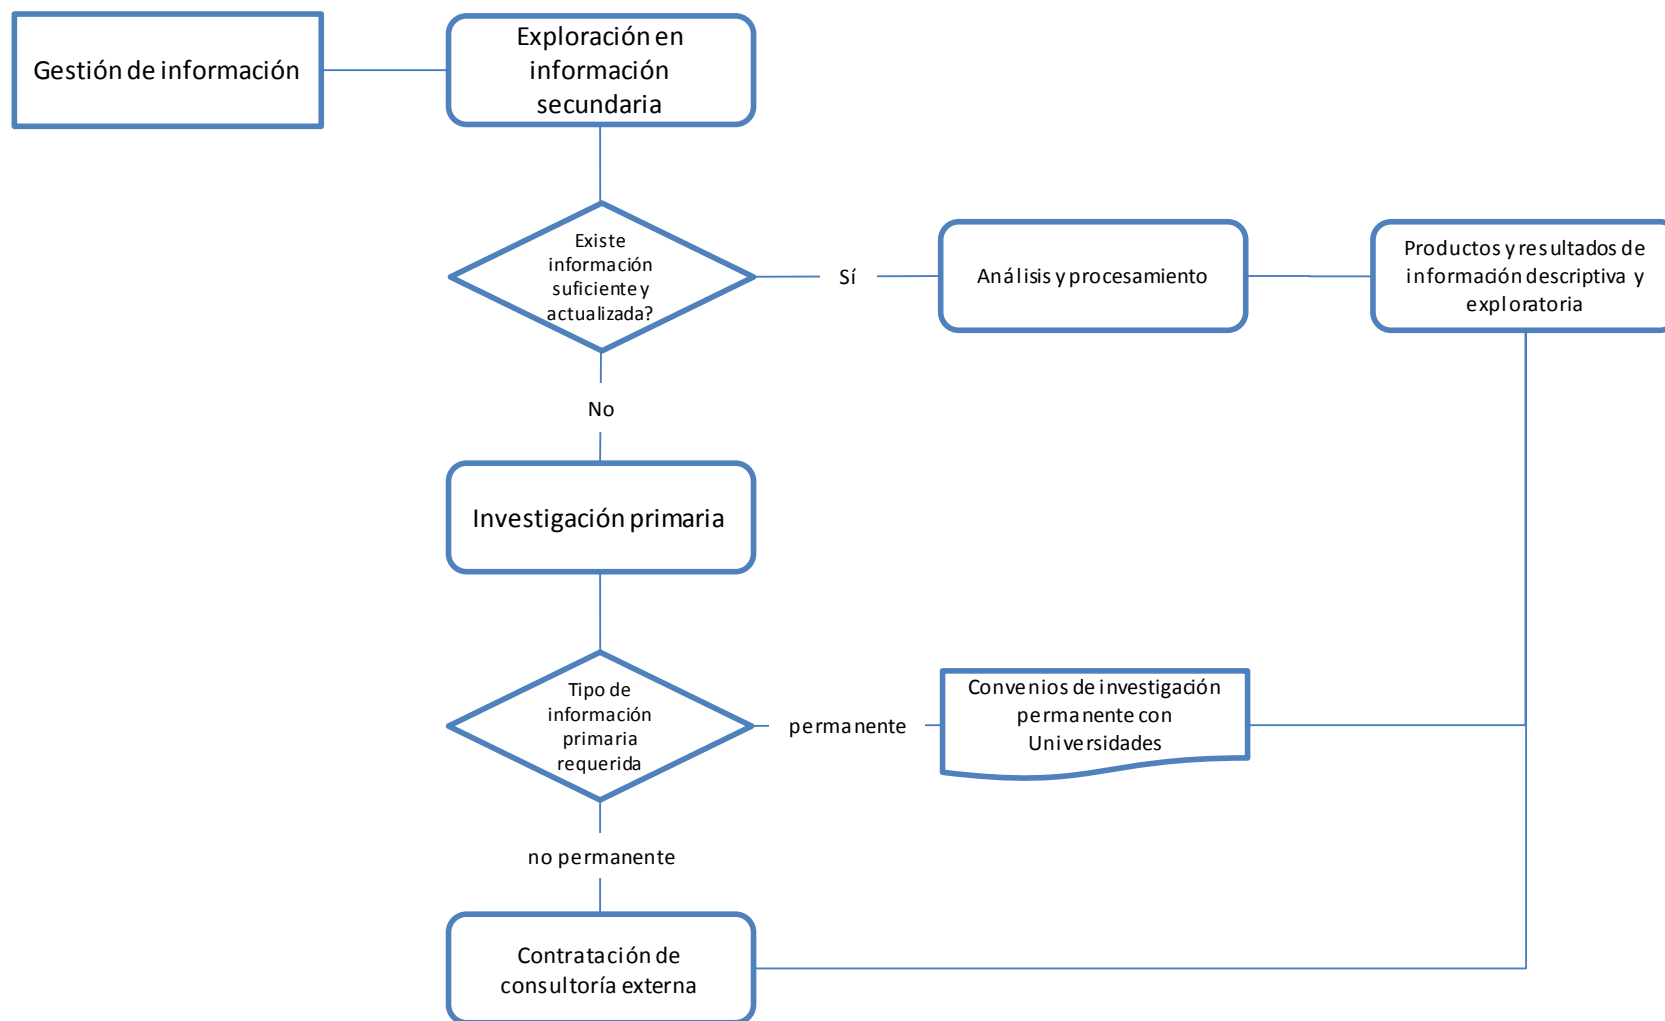 Gestión de información
Exploración en
información
secundaria
Existe
información
suficiente y
actualizada?
Sí
Análisis y procesamiento
Productos y resultados de
información descriptiva y
exploratoria
No
Investigación primaria
Tipo de
información
primaria
requerida
permanente
Convenios de investigación
permanente con
Universidades
no permanente
Contratación de
consultoría externa